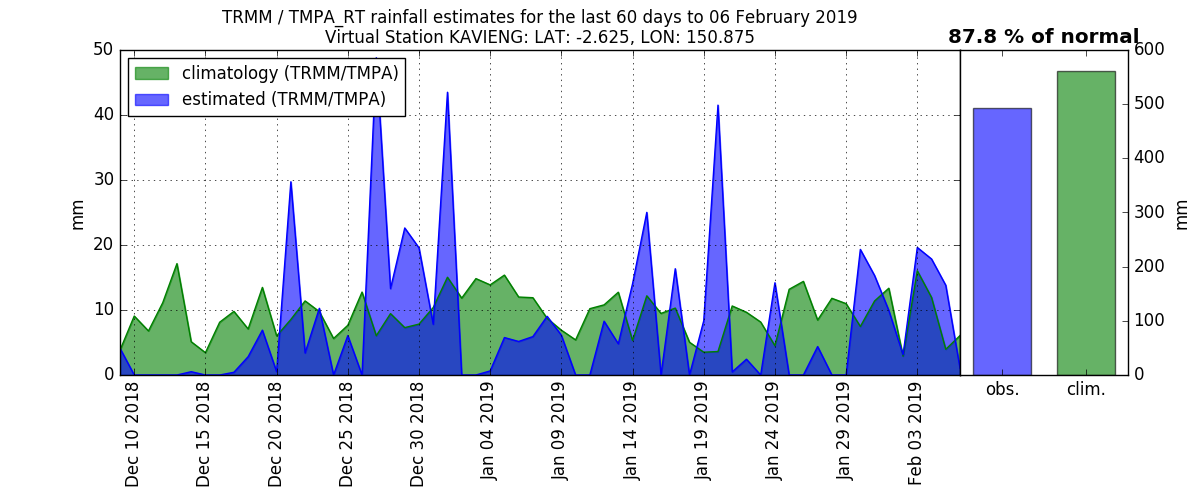 TRMM / TMPA_RT rainfall estimates for the last 60 days to 06 February 2019
Virtual Station KAVIENG: LAT: -2.625, LON: 150.875
87.8 % of normal
climatology (TRMM/TMPA)
estimated (TRMM/TMPA)
50
40
30
20
10
0
mm
Dec 10 2018
Dec 15 2018
Dec 20 2018
Dec 25 2018
Dec 30 2018
Jan 04 2019
Jan 09 2019
Jan 14 2019
Jan 19 2019
Jan 24 2019
Jan 29 2019
Feb 03 2019
obs.
clim.
600
500
400
300
200
100
0
mm